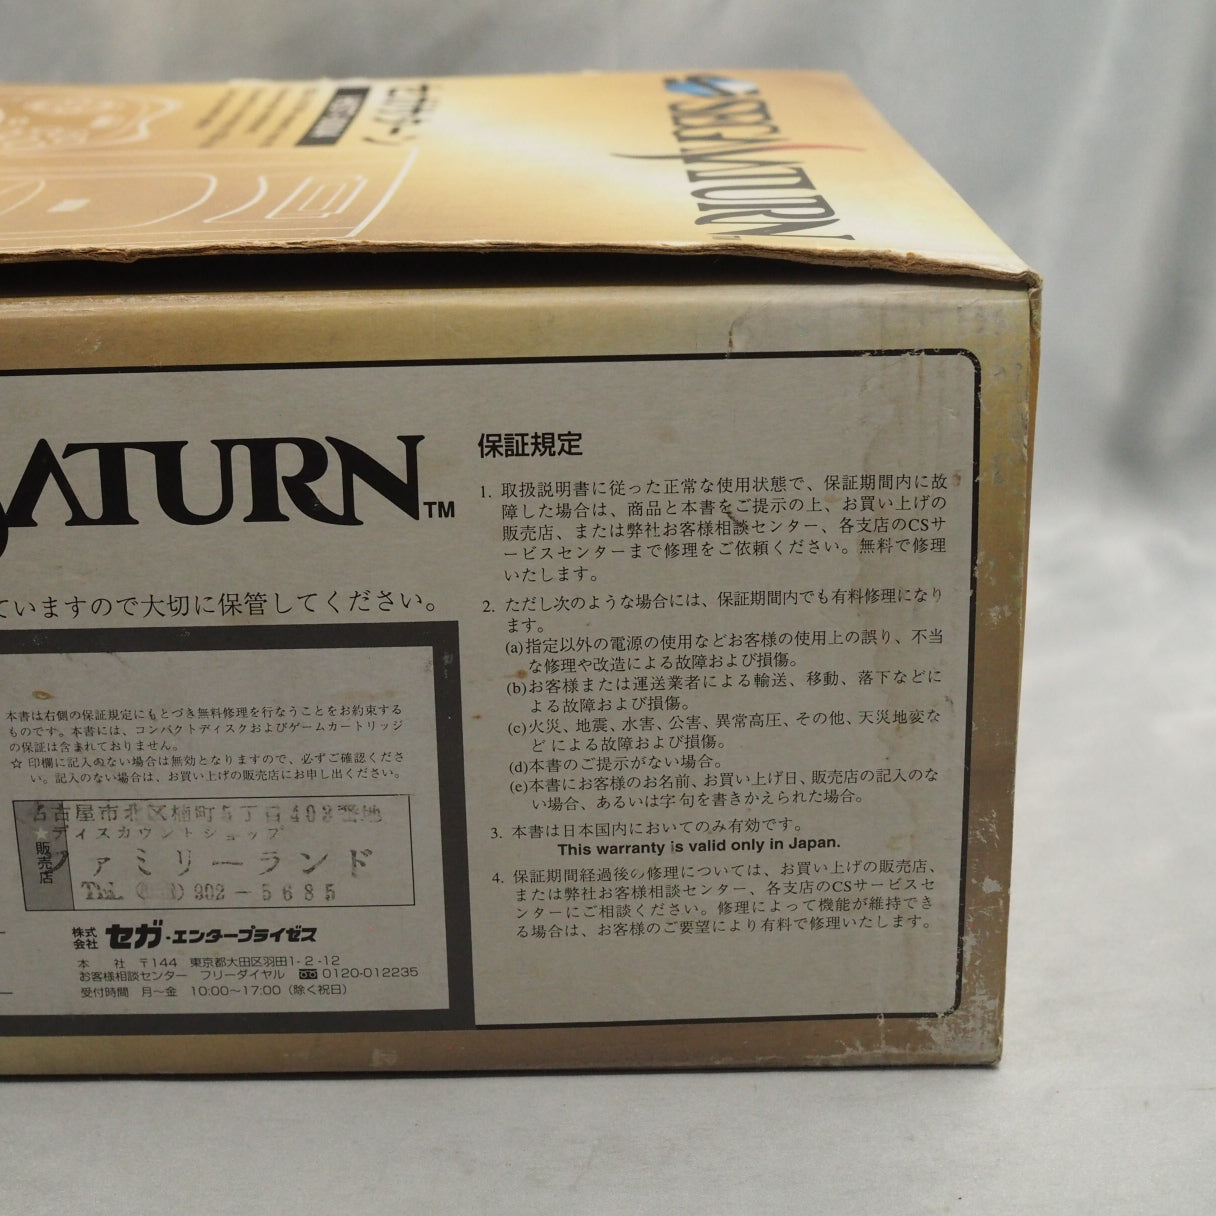 SEGA SATURN
セガサターン
SATURN™
ていますので大切に保管してください。
本書は右側の保証規定にもとづき無料修理を行なうことをお約束する
ものです。本書には、コンパクトディスクおよびゲームカートリッジ
の保証は含まれておりません。
☆印欄に記入のない場合は無効となりますので、必ずご確認くださ
い。記入のない場合は、お買い上げの販売店にお申し出ください。
名古屋市北区楠町5丁目403番地
★ディスカウントショップ
販売店
ファミリーランド
902-5685
株式会社 セガ・エンタープライゼス
本 社 〒144 東京都大田区羽田1-2-12
お客様相談センター フリーダイヤル 0120-012235
受付時間 月～金 10:00～17:00（除く祝日）
保証規定
1. 取扱説明書に従った正常な使用状態で、保証期間内に故
障した場合は、商品と本書をご提示の上、お買い上げの
販売店、または弊社お客様相談センター、各支店のCSサ
ービスセンターまで修理をご依頼ください。無料で修理
いたします。
2. ただし次のような場合には、保証期間内でも有料修理になり
ます。
(a)指定以外の電源の使用などお客様の使用上の誤り、不当
な修理や改造による故障および損傷。
(b)お客様または運送業者による輸送、移動、落下などに
よる故障および損傷。
(c)火災、地震、水害、公害、異常高圧、その他、天災地変な
どによる故障および損傷。
(d)本書のご提示がない場合。
(e)本書にお客様のお名前、お買い上げ日、販売店の記入のな
い場合、あるいは字句を書きかえられた場合。
3. 本書は日本国内においてのみ有効です。
This warranty is valid only in Japan.
4. 保証期間経過後の修理については、お買い上げの販売店、
または弊社お客様相談センター、各支店のCSサービスセ
ンターにご相談ください。修理によって機能が維持でき
る場合は、お客様のご要望により有料で修理いたします。